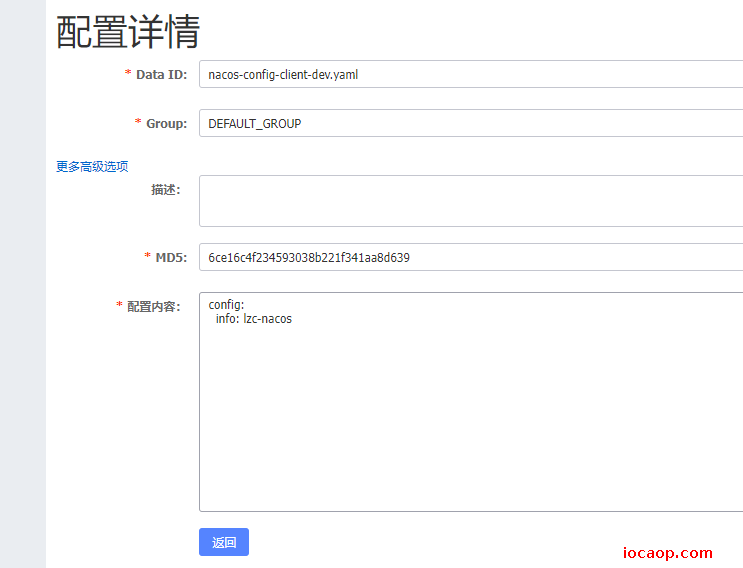 配置详情
* Data ID: nacos-config-client-dev.yaml
* Group: DEFAULT_GROUP
更多高级选项
描述:
* MD5: 6ce16c4f234593038b221f341aa8d639
* 配置内容: config:
info: lzc-nacos
返回
iocaop.com